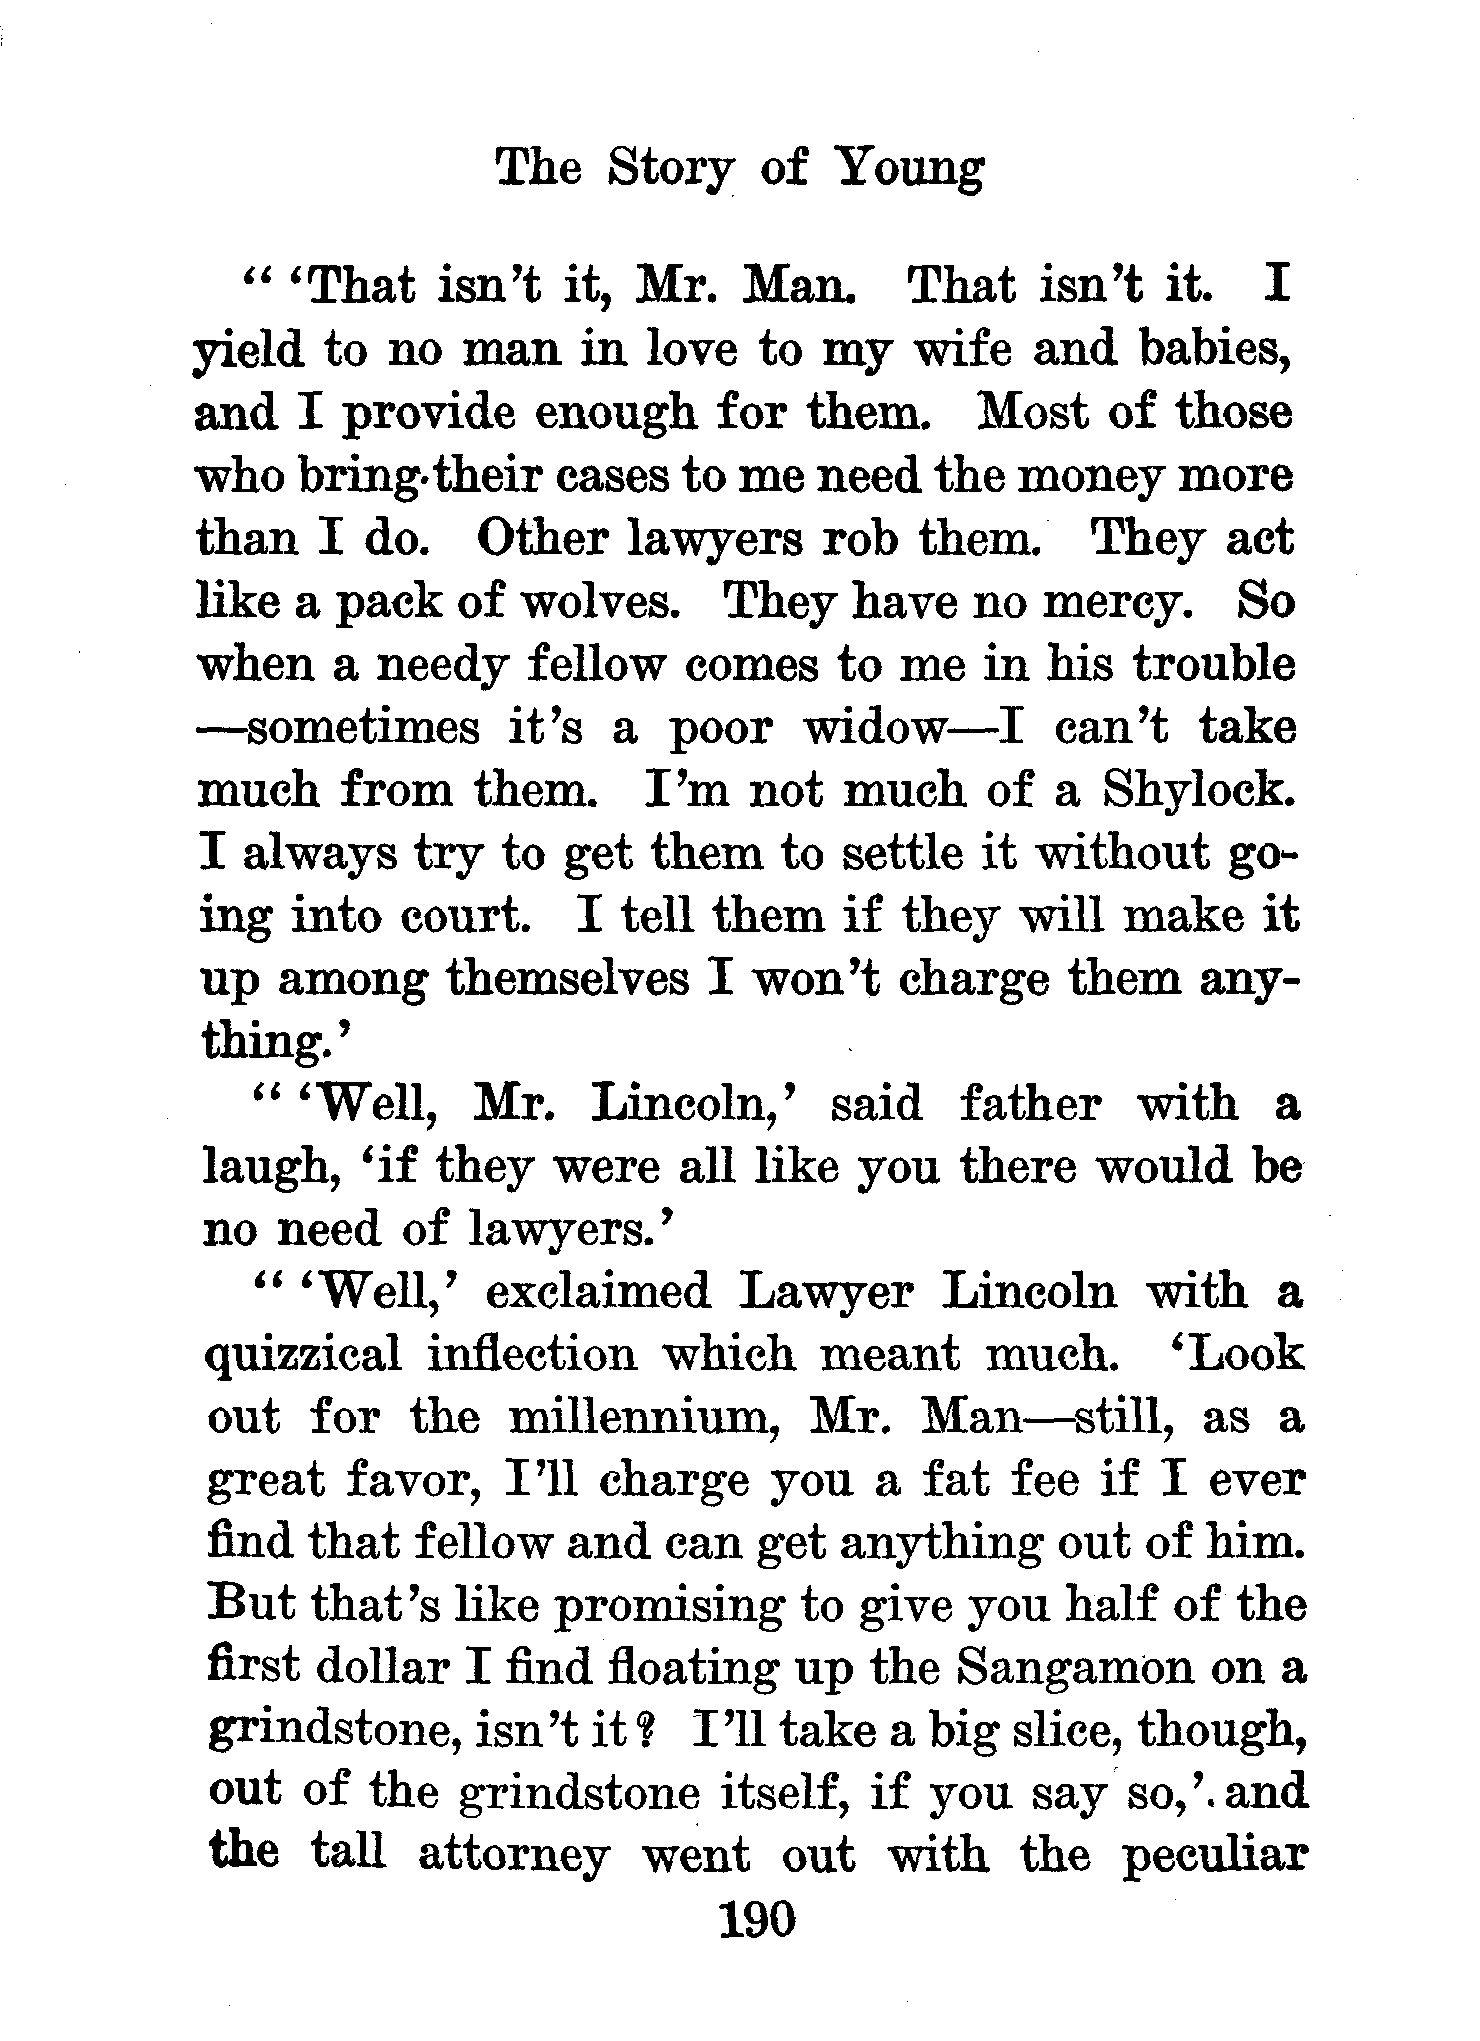 The Story of Young
" 'That isn't it, Mr. Man. That isn't it. I
yield to no man in love to my wife and babies,
and I provide enough for them. Most of those
who bring their cases to me need the money more
than I do. Other lawyers rob them. They act
like a pack of wolves. They have no mercy. So
when a needy fellow comes to me in his trouble
—sometimes it's a poor widow—I can't take
much from them. I'm not much of a Shylock.
I always try to get them to settle it without go-
ing into court. I tell them if they will make it
up among themselves I won't charge them any-
thing.'
" 'Well, Mr. Lincoln,' said father with a
laugh, 'if they were all like you there would be
no need of lawyers.'
" 'Well,' exclaimed Lawyer Lincoln with a
quizzical inflection which meant much. 'Look
out for the millennium, Mr. Man—still, as a
great favor, I'll charge you a fat fee if I ever
find that fellow and can get anything out of him.
But that's like promising to give you half of the
first dollar I find floating up the Sangamon on a
grindstone, isn't it? I'll take a big slice, though,
out of the grindstone itself, if you say so,' and
the tall attorney went out with the peculiar
190